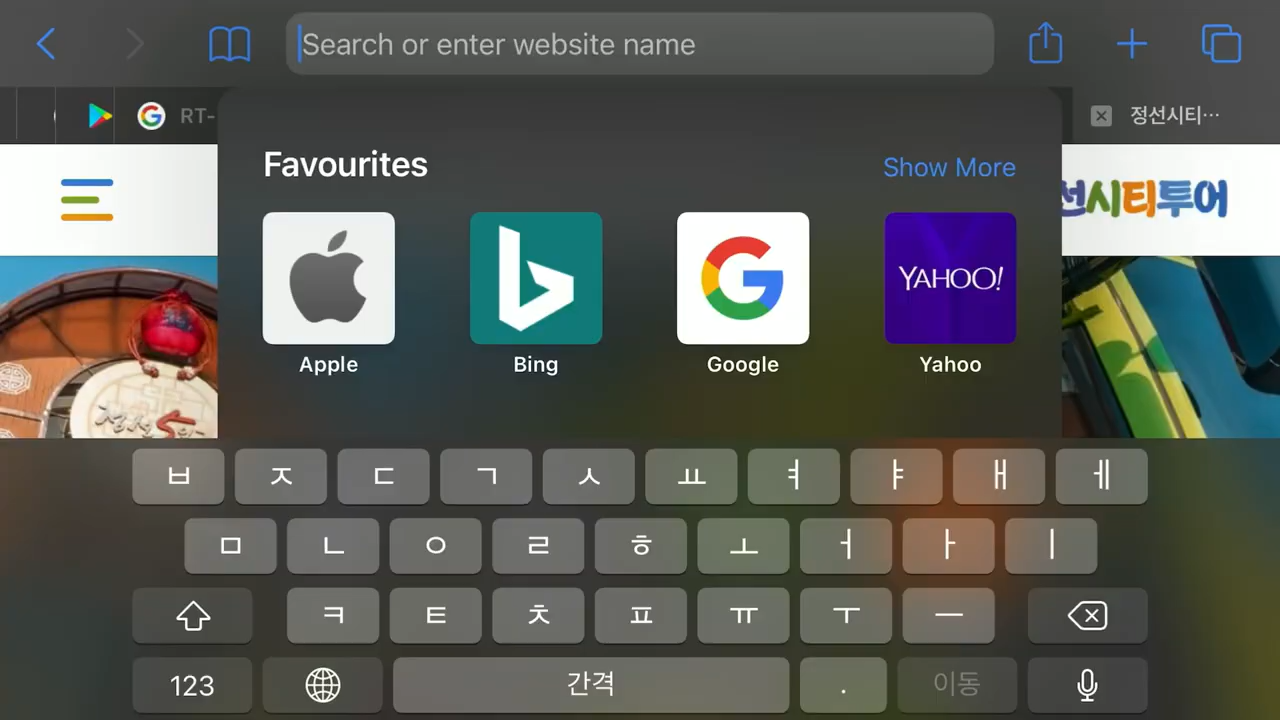 Search or enter website name
RT-
정선시티…
Favourites
Show More
선시티투어
YAHOO!
Apple
Bing
Google
Yahoo
ㅂ ㅈ ㄷ ㄱ ㅅ ㅛ ㅕ ㅑ ㅐ ㅔ
ㅁ ㄴ ㅇ ㄹ ㅎ ㅗ ㅓ ㅏ ㅣ
ㅋ ㅌ ㅊ ㅍ ㅠ ㅜ ㅡ
123 간격 . 이동